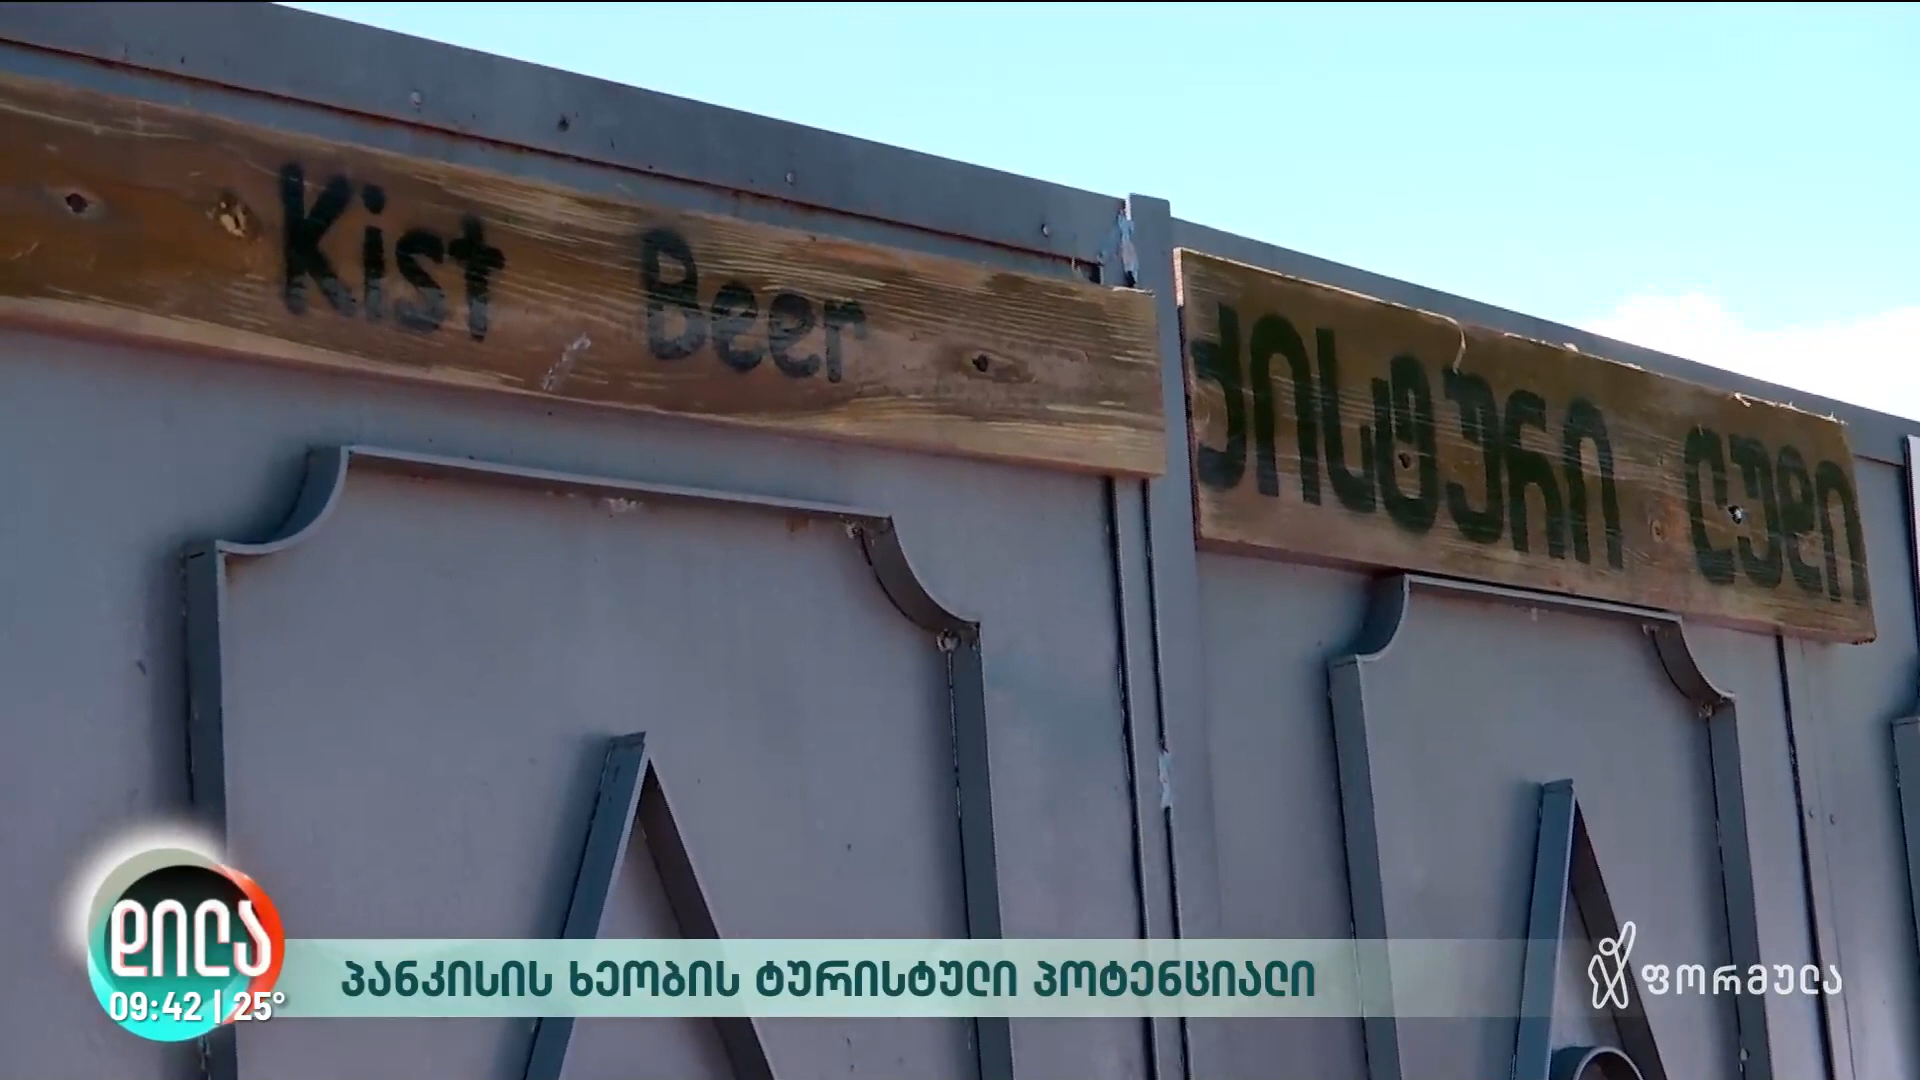 Kist Beer
ქისტური ლუდი
დილა
09:42 | 25°
პანკისის ხეობის ტურისტული პოტენციალი
ფორმულა